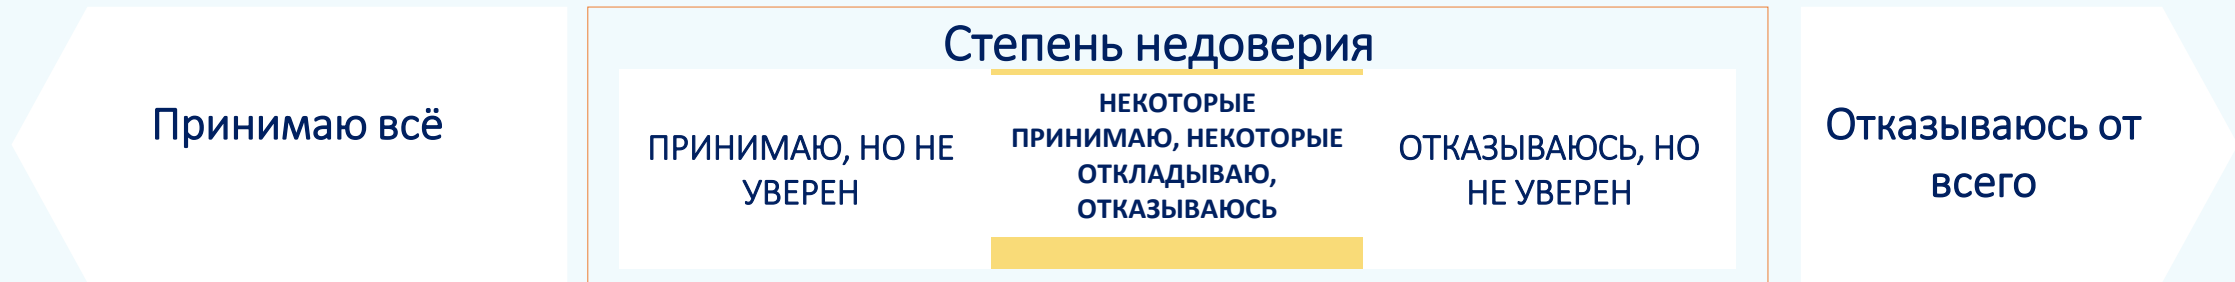 Принимаю всё
Степень недоверия
ПРИНИМАЮ, НО НЕ
УВЕРЕН
НЕКОТОРЫЕ
ПРИНИМАЮ, НЕКОТОРЫЕ
ОТКЛАДЫВАЮ,
ОТКАЗЫВАЮСЬ
ОТКАЗЫВАЮСЬ, НО
НЕ УВЕРЕН
Отказываюсь от
всего